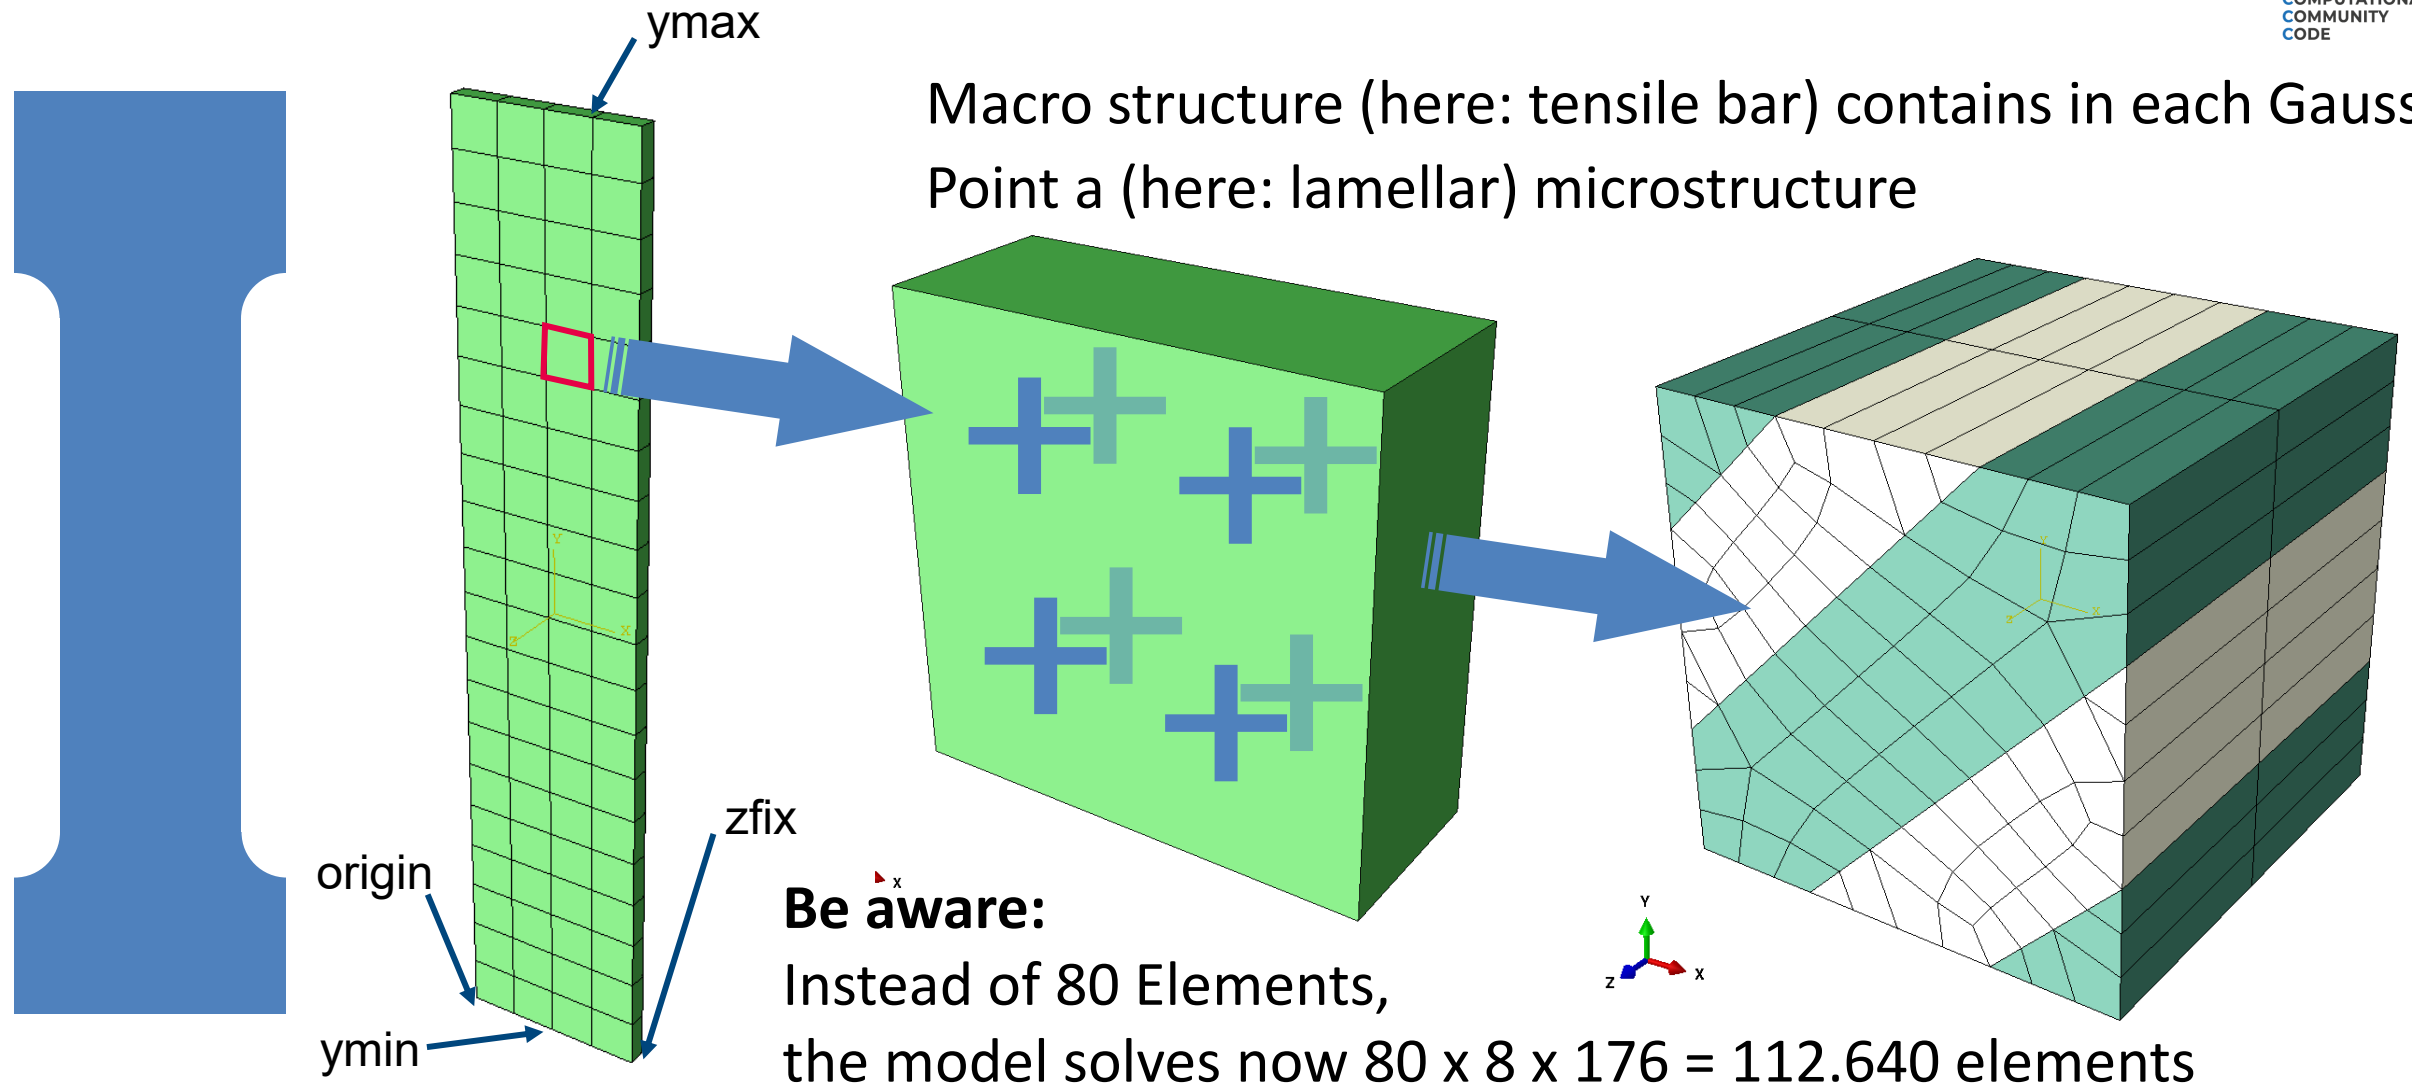 COMPUTATIONA
COMMUNITY
CODE
ymax
Macro structure (here: tensile bar) contains in each Gauss
Point a (here: lamellar) microstructure
Y
X
Z
Y
X
Z
zfix
origin
ymin
X
Be aware:
Instead of 80 Elements,
the model solves now 80 x 8 x 176 = 112.640 elements
Y
Z
X